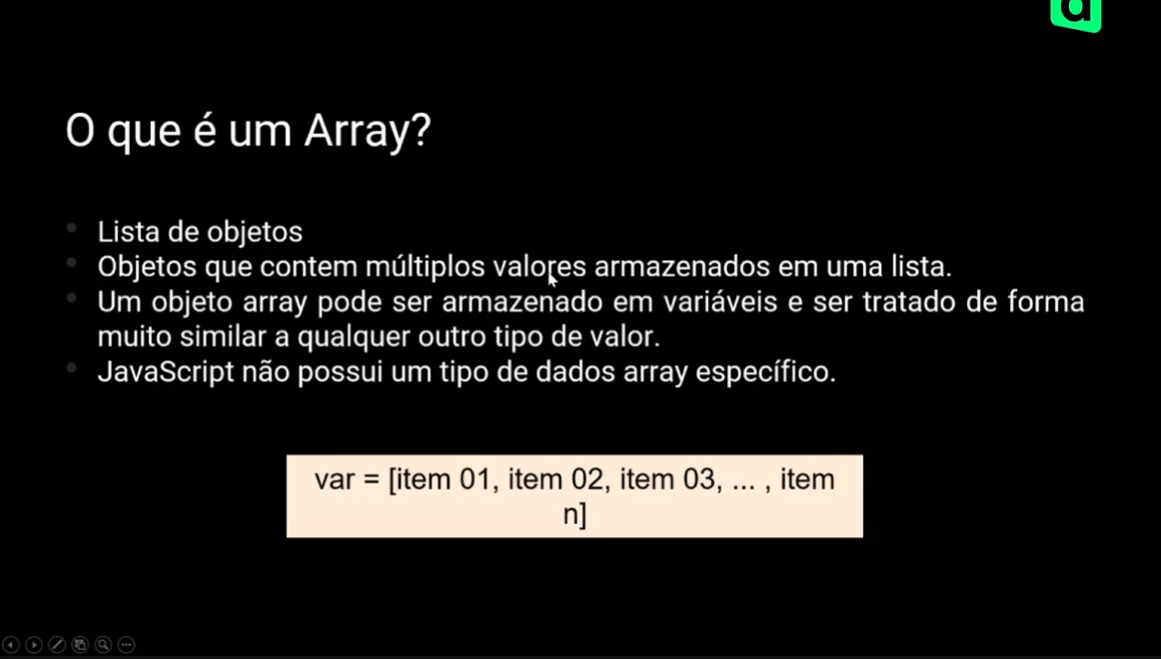 O que é um Array?
Lista de objetos
Objetos que contem múltiplos valores armazenados em uma lista.
Um objeto array pode ser armazenado em variáveis e ser tratado de forma
muito similar a qualquer outro tipo de valor.
JavaScript não possui um tipo de dados array específico.
var = [item 01, item 02, item 03, ... , item
n]